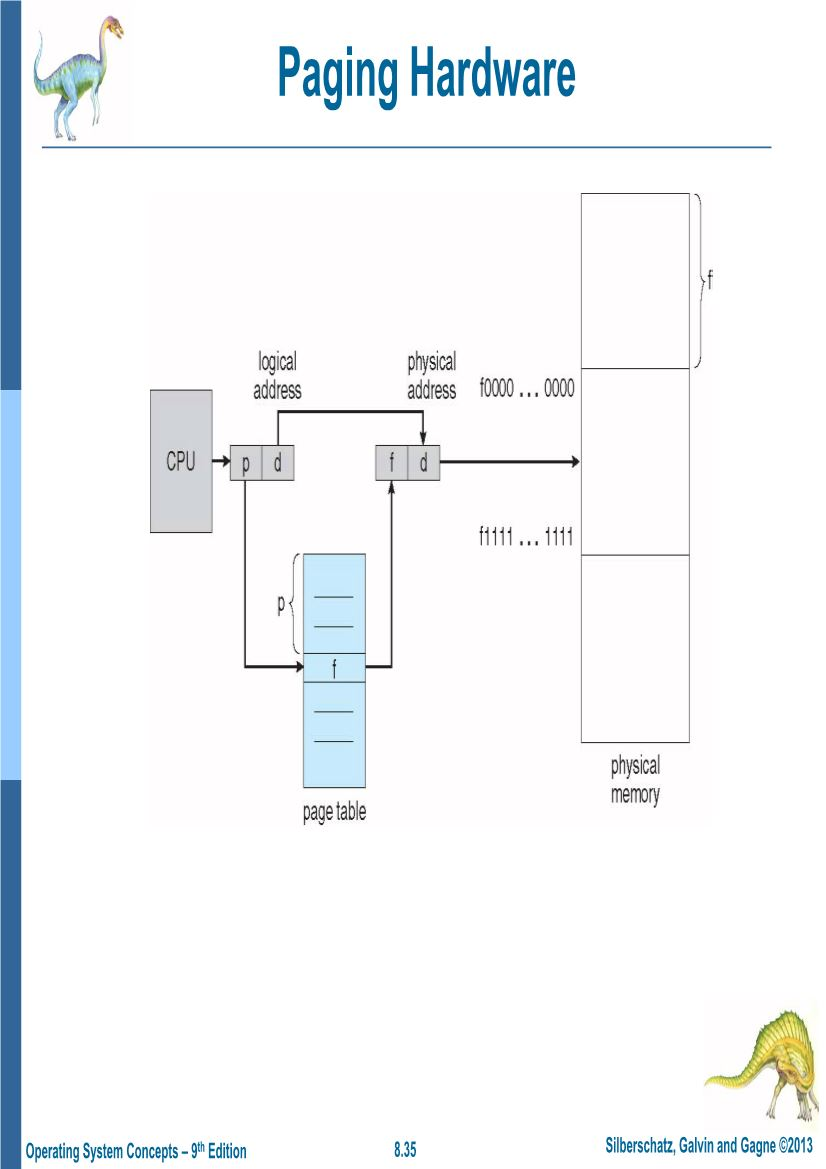 Paging Hardware
f
logical
address
physical
address
f0000 ... 0000
CPU
p d
f d
f1111 ... 1111
p
f
page table
physical
memory
Operating System Concepts – 9th Edition
8.35
Silberschatz, Galvin and Gagne ©2013